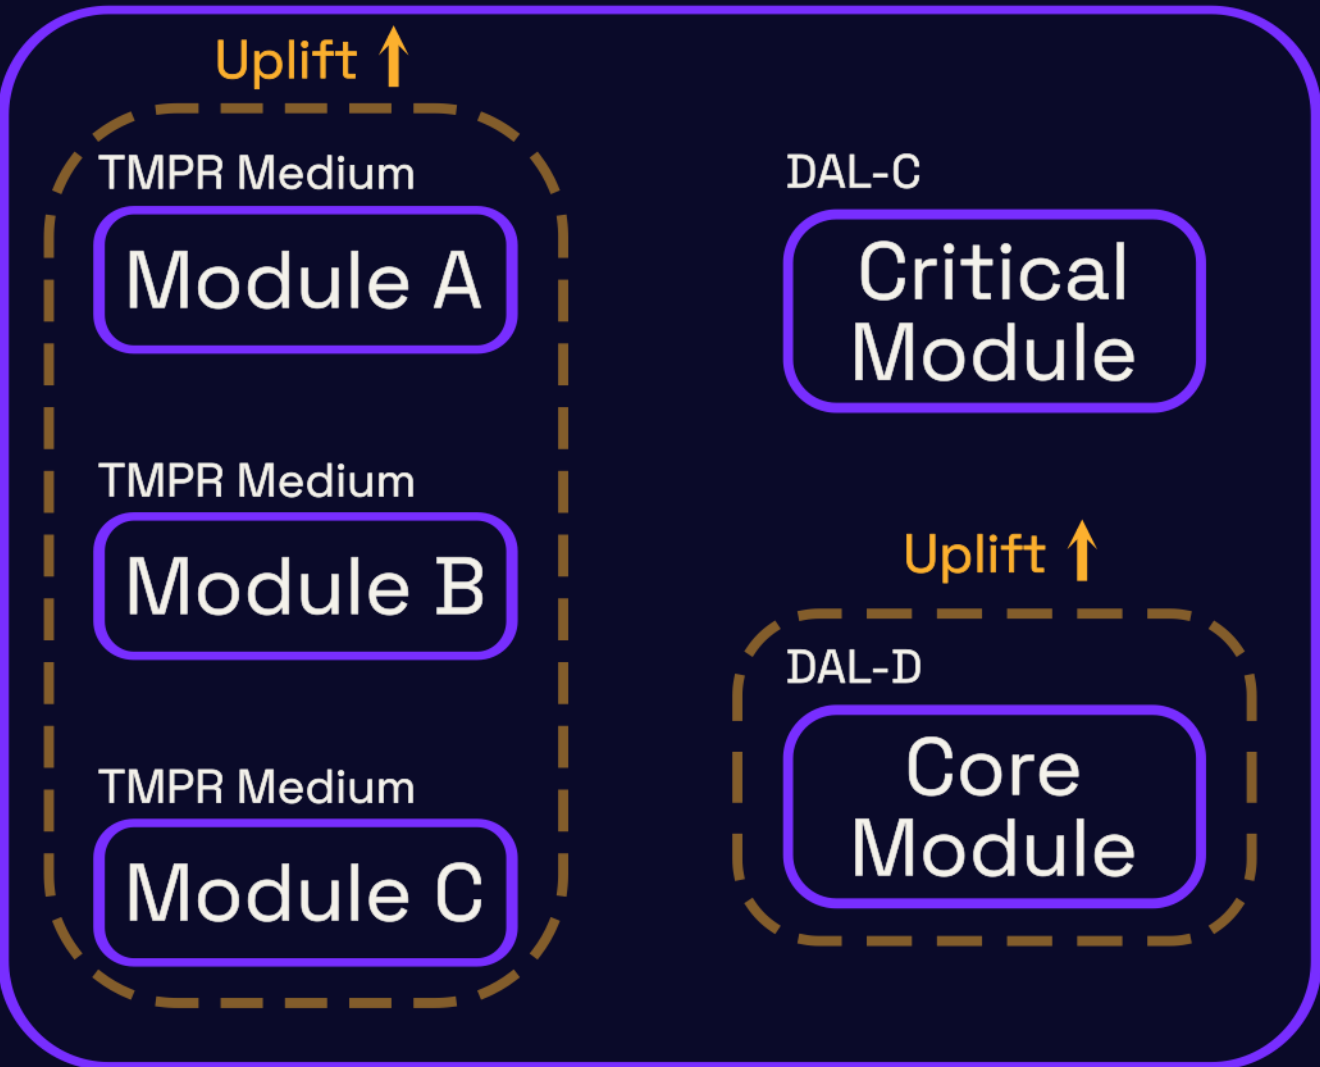 Uplift
TMPR Medium
Module A
TMPR Medium
Module B
TMPR Medium
Module C
DAL-C
Critical
Module
Uplift
DAL-D
Core
Module